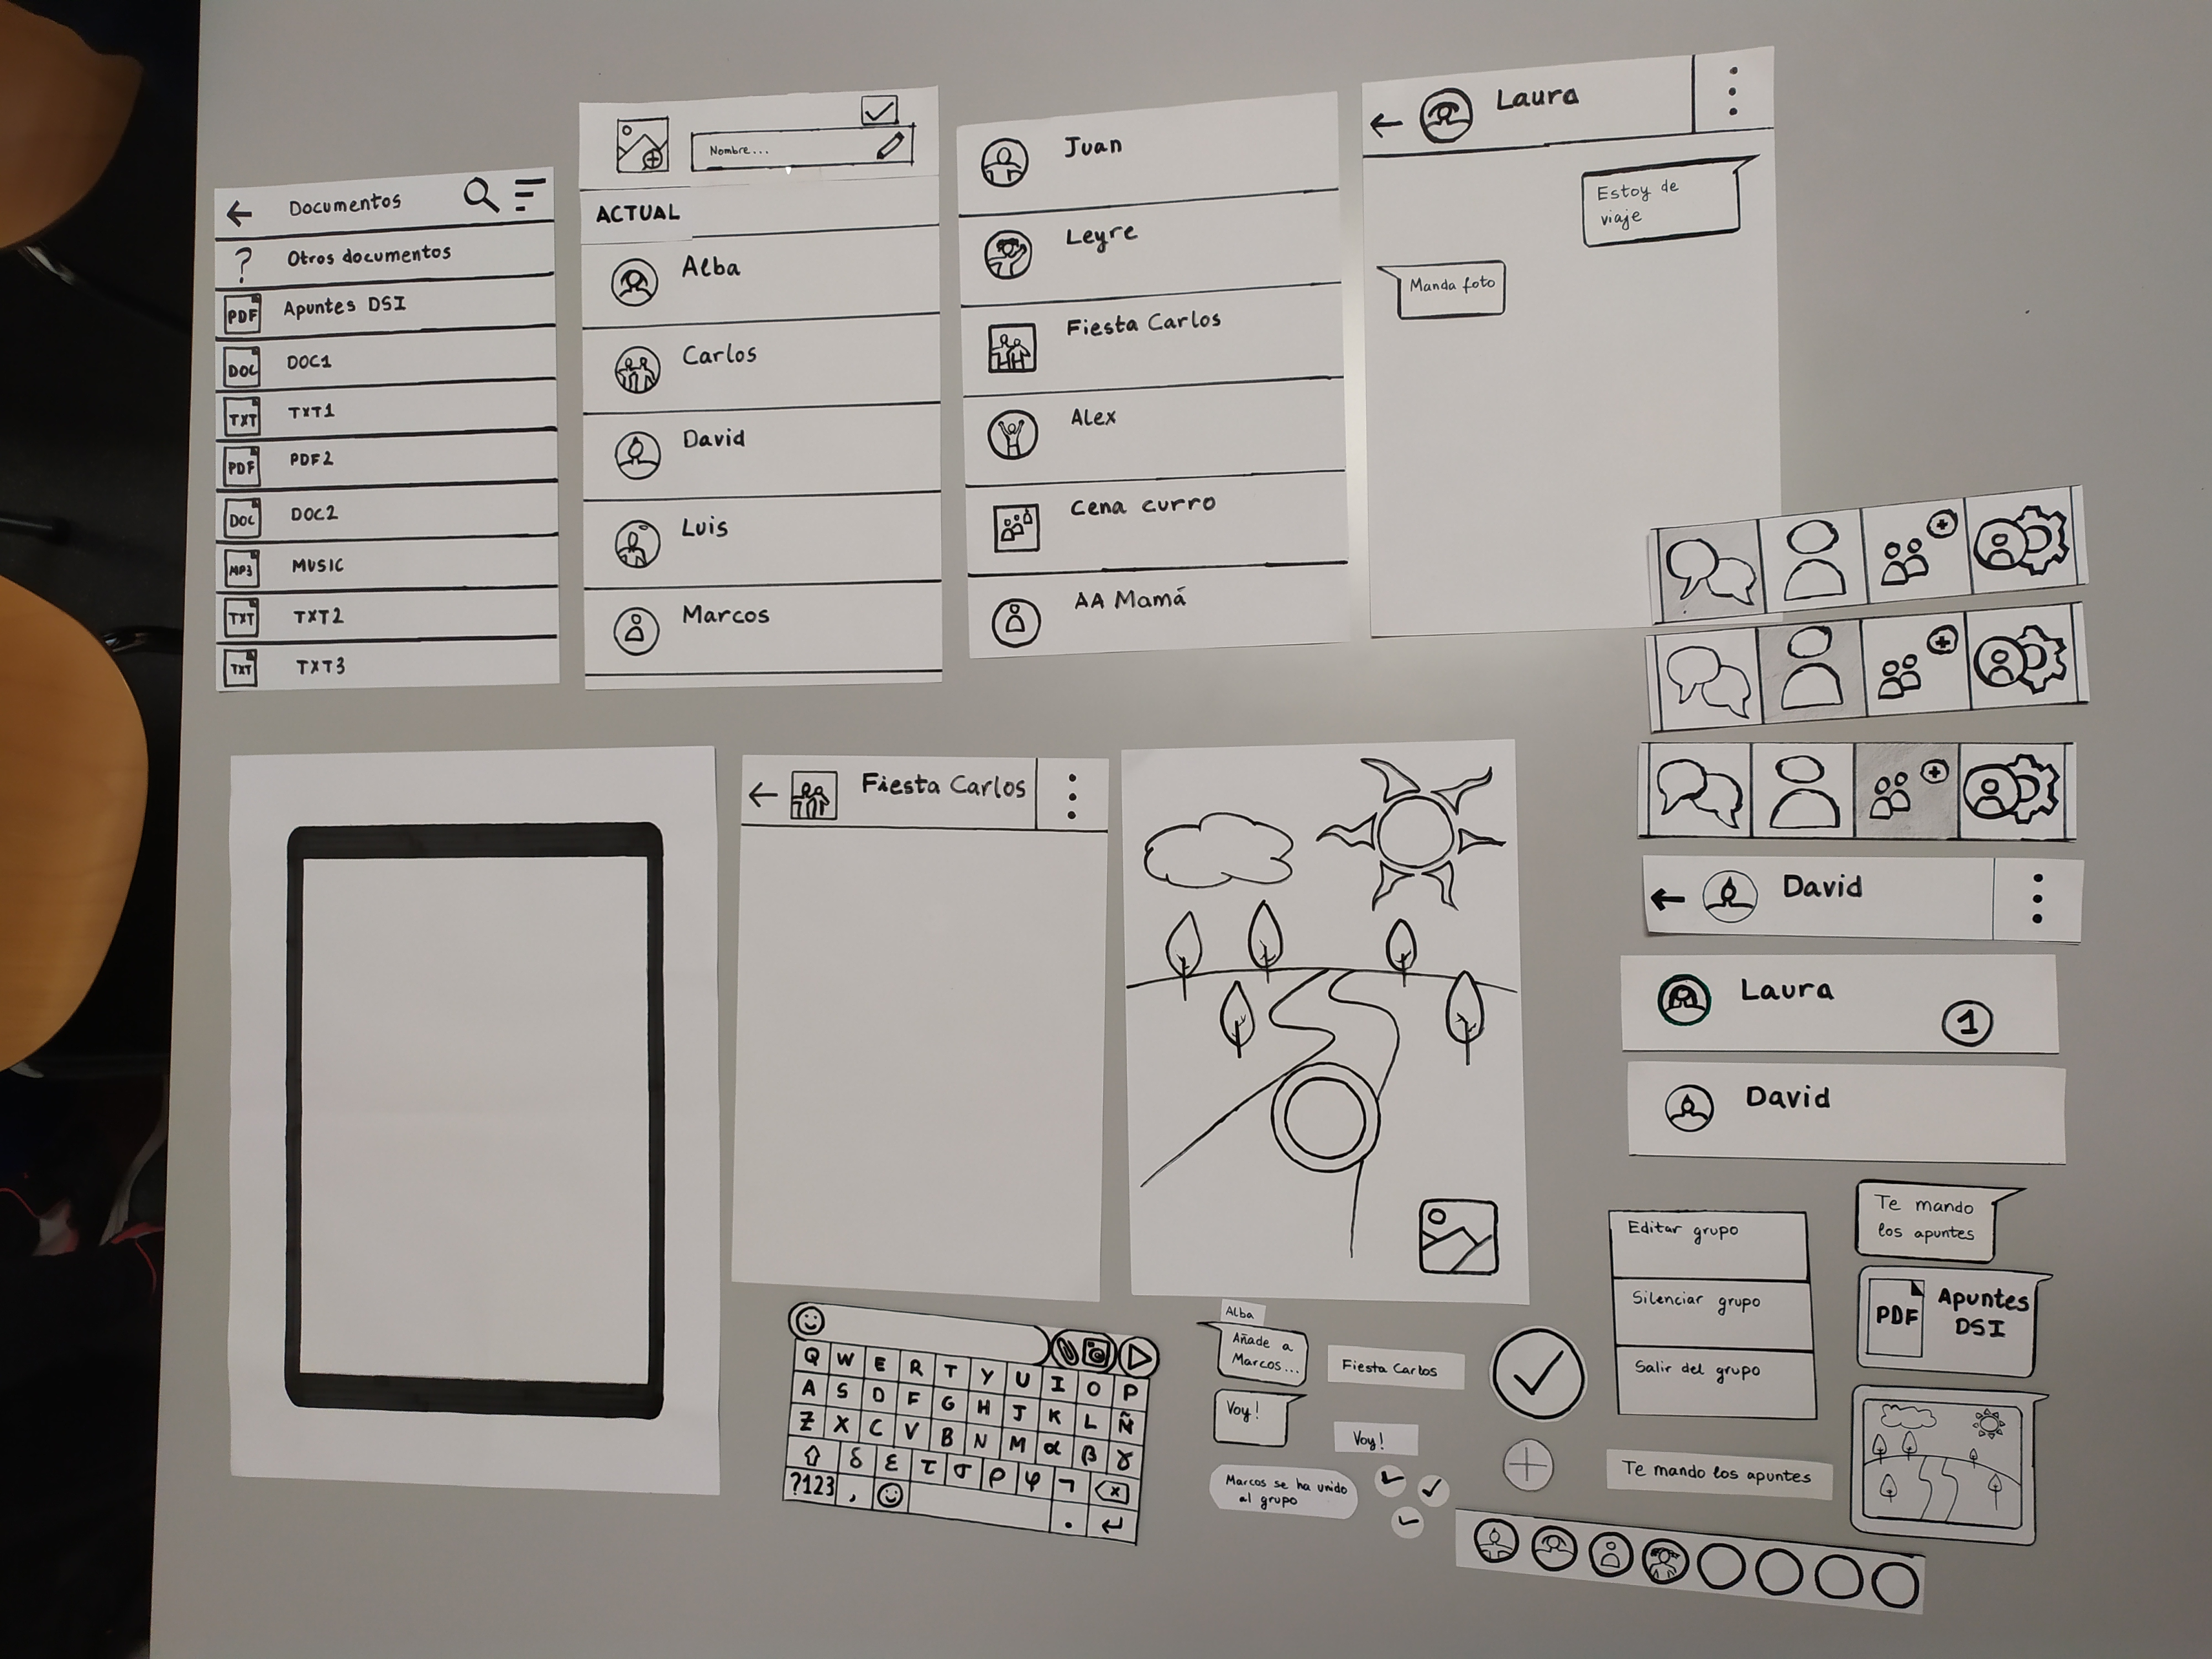 ← Documentos
? Otros documentos
PDF Apuntes DSI
DOC DOC1
TXT TXT1
PDF PDF2
DOC DOC2
MP3 MUSIC
TXT TXT2
TXT TXT3
Nombre...
ACTUAL
Alba
Carlos
David
Luis
Marcos
Juan
Leyre
Fiesta Carlos
Alex
Cena curro
AA Mamá
← Laura
Estoy de
viaje
Manda foto
← Fiesta Carlos
Q W E R T Y U I O P
A S D F G H J K L Ñ
Z X C V B N M α β γ
δ ε τ σ ρ φ ㄱ
?123 , .
Alba
Añade a
Marcos...
Voy!
Marcos se ha unido
al grupo
Fiesta Carlos
Voy!
← David
Laura 1
David
Editar grupo
Silenciar grupo
Salir del grupo
Te mando los apuntes
Te mando
los apuntes
PDF Apuntes
DSI